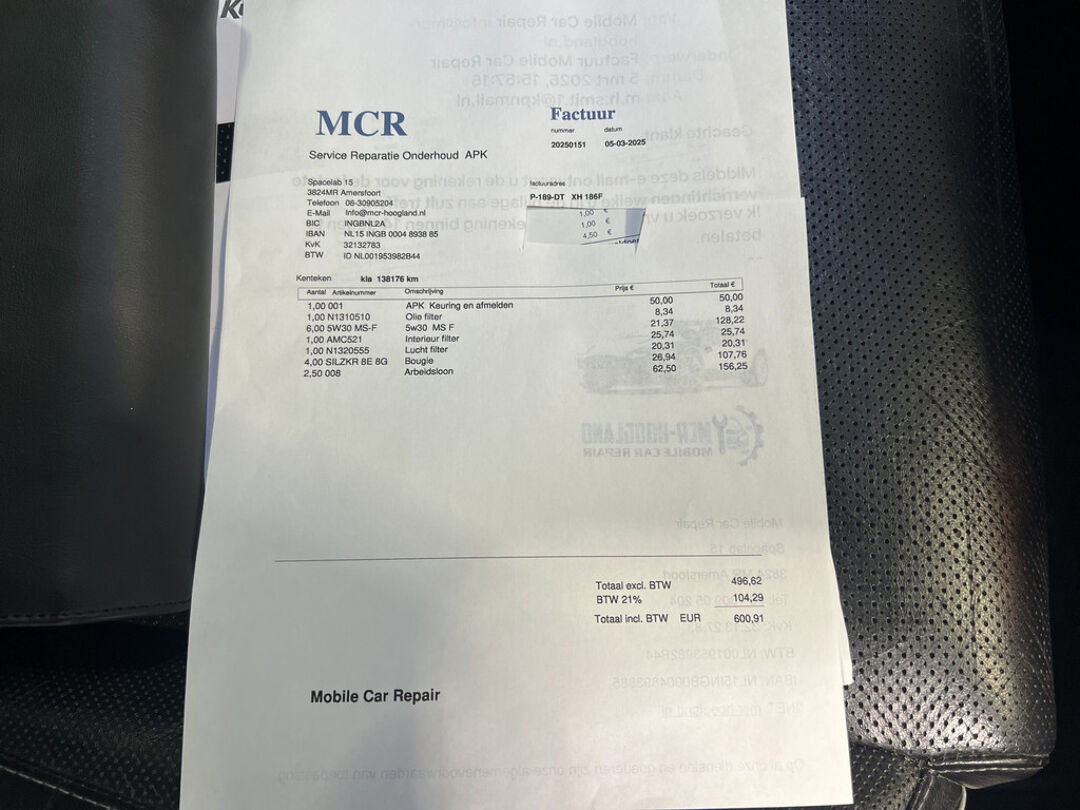 MCR
Service Reparatie Onderhoud APK
Factuur
nummer datum
20250151 05-03-2025
Spacelab 15
3824MR Amersfoort
Telefoon 06-30905204
E-Mail Info@mcr-hoogland.nl
BIC INGBNL2A
IBAN NL15 INGB 0004 8938 85
KvK 32132783
BTW ID NL001953982B44
factuuradres
P-189-DT XH 186F
1,00 €
1,00 €
4,50 €
Kenteken kla 138176 km
Aantal Artikelnummer Omschrijving Prijs € Totaal €
1,00 001 APK Keuring en afmelden 50,00 50,00
1,00 N1310510 Olie filter 8,34 8,34
6,00 5W30 MS-F 5w30 MS F 21,37 128,22
1,00 AMC521 Interieur filter 25,74 25,74
1,00 N1320555 Lucht filter 20,31 20,31
4,00 SILZKR 8E 8G Bougie 26,94 107,76
2,50 008 Arbeidsloon 62,50 156,25
Totaal excl. BTW 496,62
BTW 21% 104,29
Totaal incl. BTW EUR 600,91
Mobile Car Repair